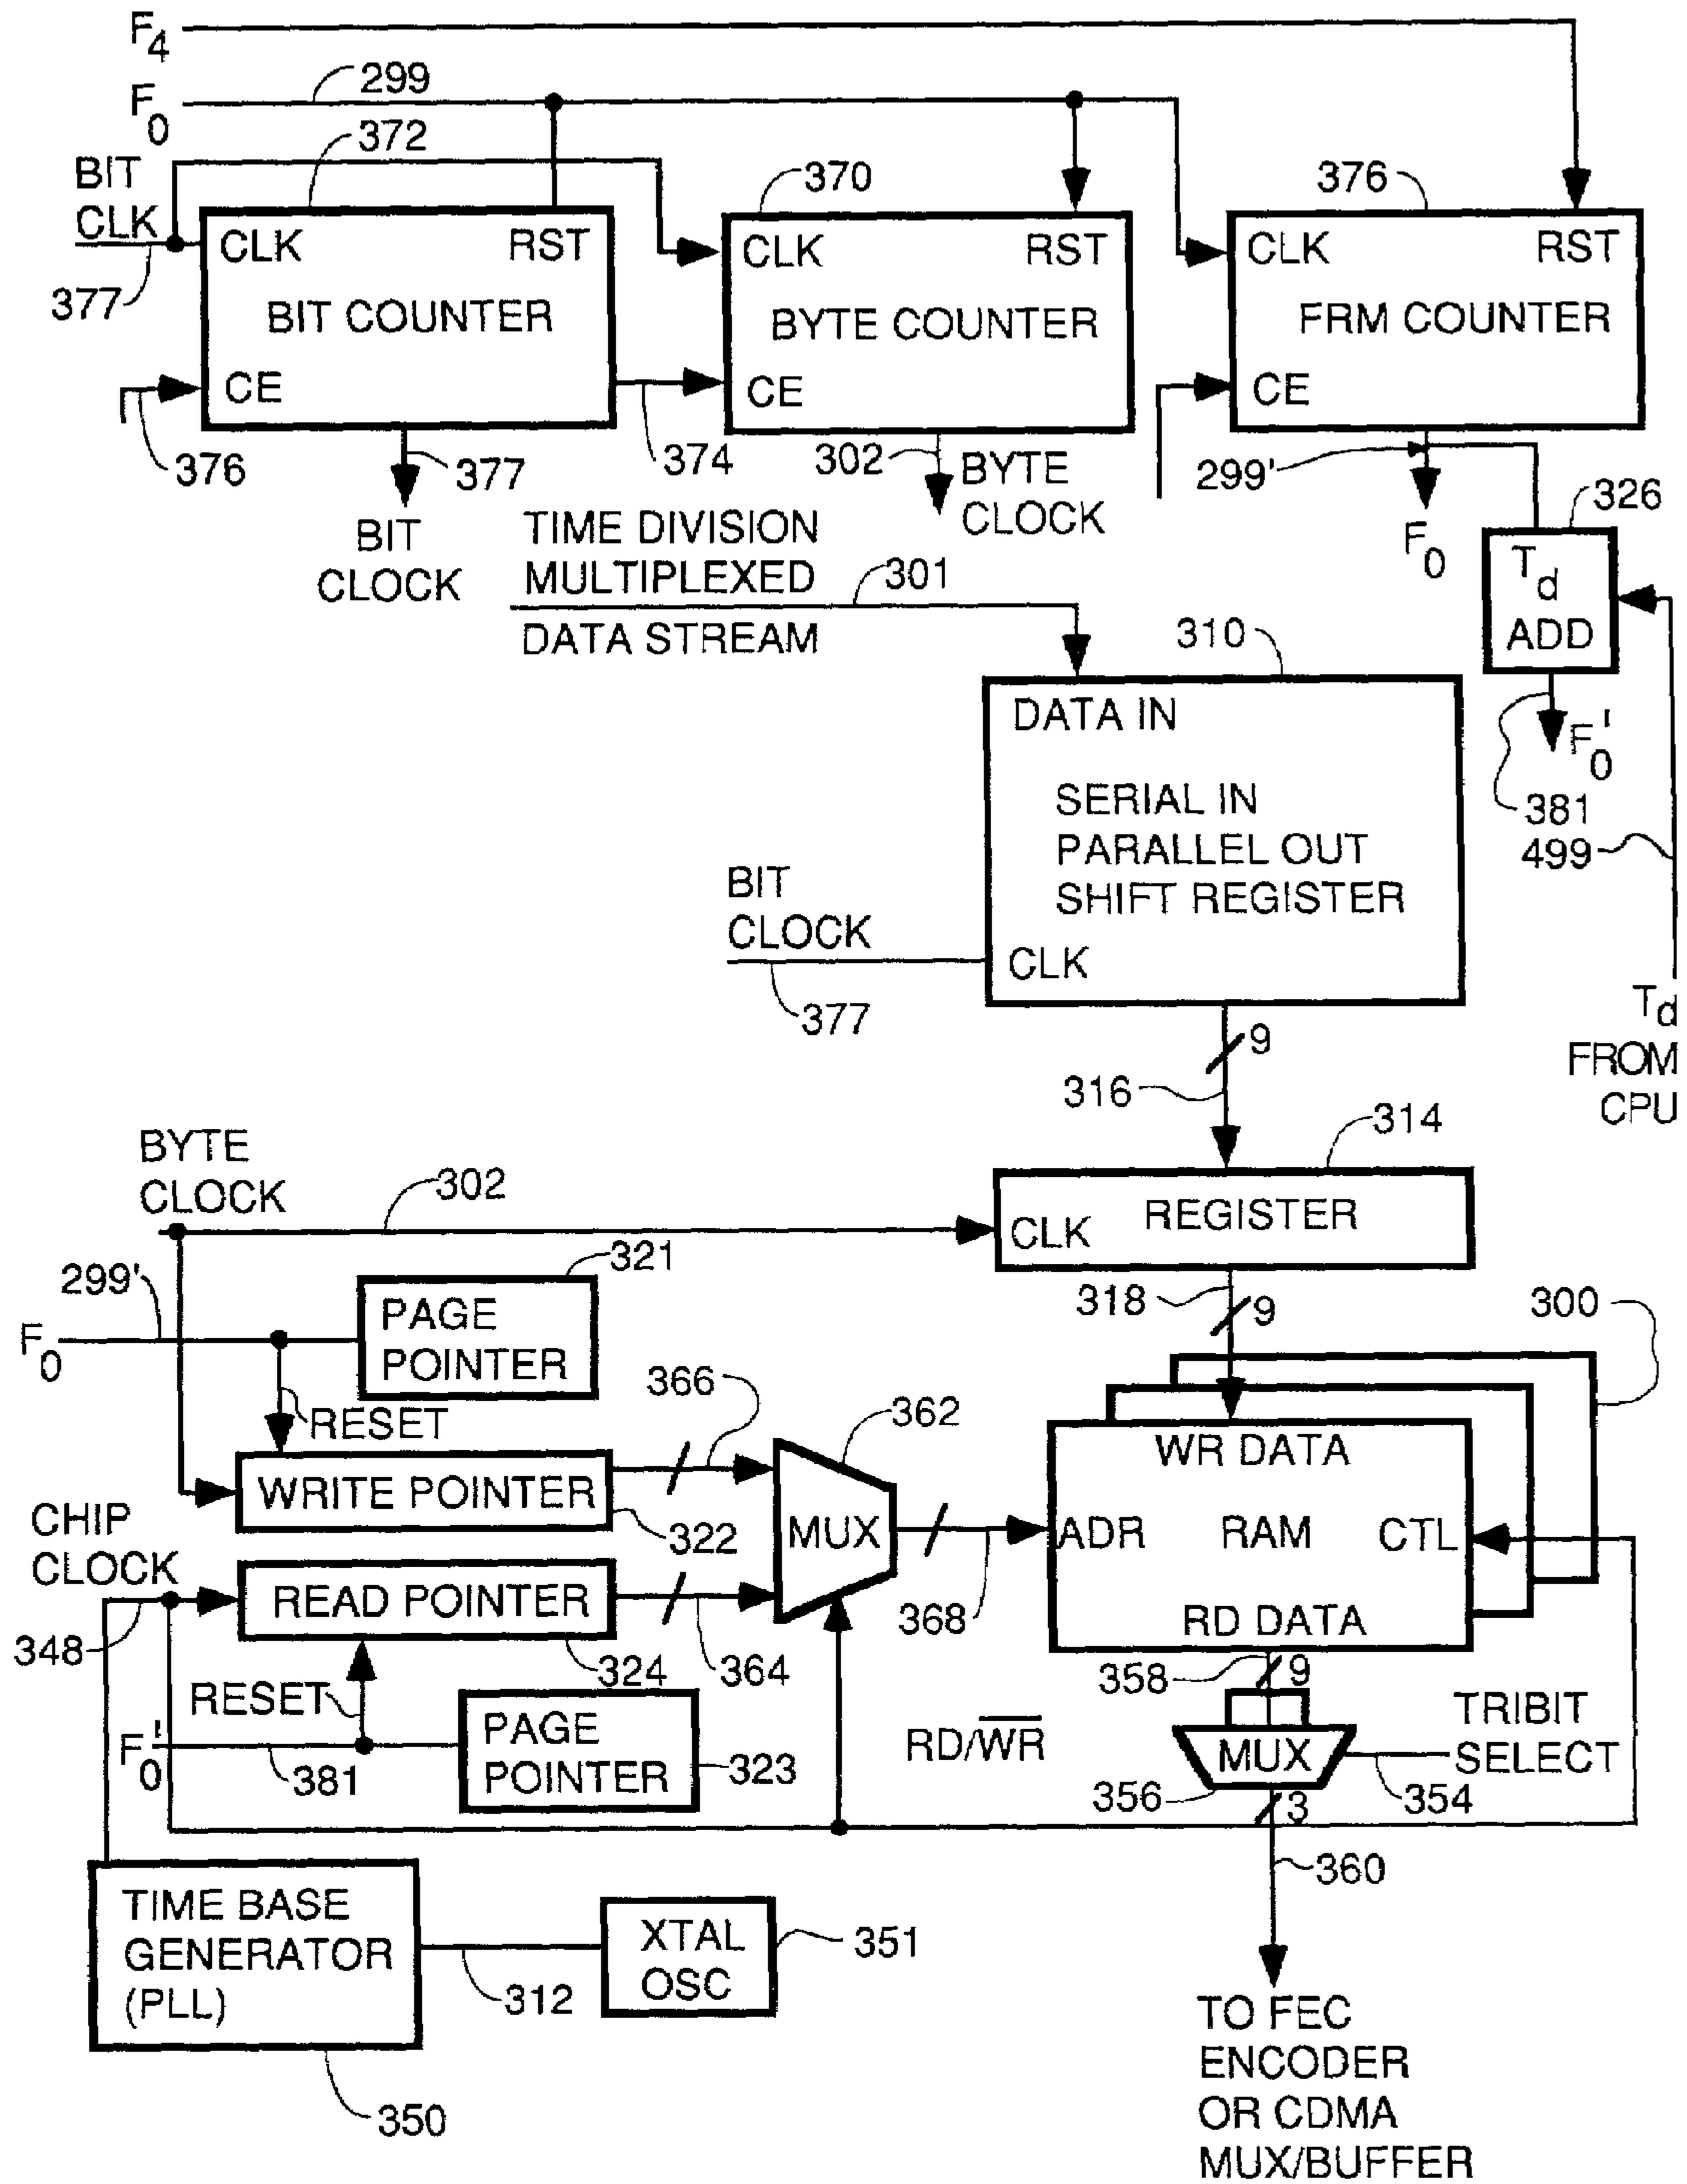 F4
F0
299
372
BIT
CLK
370
376
CLK
RST
BIT COUNTER
CE
377
CLK
RST
BYTE COUNTER
CE
CLK
RST
FRM COUNTER
CE
376
377
374
302
BYTE
CLOCK
299'
F0
326
BIT
CLOCK
TIME DIVISION
MULTIPLEXED
DATA STREAM
301
Td
ADD
310
F0'
381
499
DATA IN
SERIAL IN
PARALLEL OUT
SHIFT REGISTER
CLK
BIT
CLOCK
377
Td
FROM
CPU
9
316
314
BYTE
CLOCK
302
REGISTER
CLK
321
299'
F0
PAGE
POINTER
318
9
300
RESET
366
362
WRITE POINTER
322
WR DATA
ADR
RAM
CTL
RD DATA
MUX
CHIP
CLOCK
READ POINTER
368
348
324
364
358
9
RESET
F0'
381
PAGE
POINTER
323
RD/WR
TRIBIT
SELECT
MUX
356
354
3
360
TIME BASE
GENERATOR
(PLL)
312
XTAL
OSC
351
350
TO FEC
ENCODER
OR CDMA
MUX/BUFFER